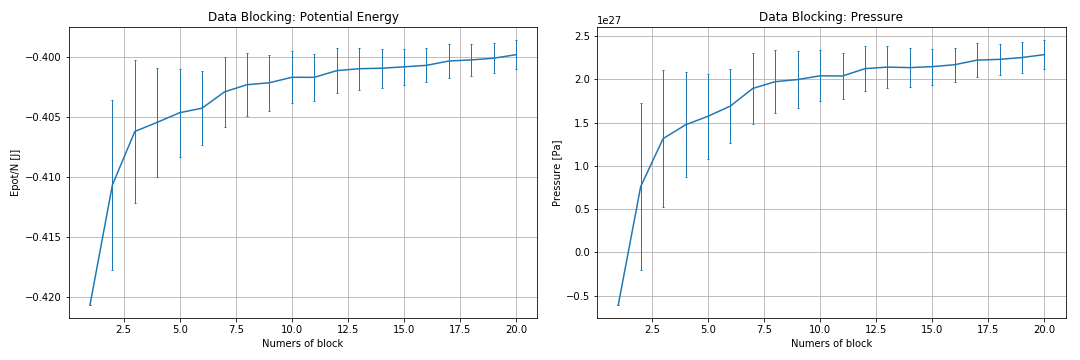 Data Blocking: Potential Energy
Epot/N [J]
−0.400
−0.405
−0.410
−0.415
−0.420
2.5 5.0 7.5 10.0 12.5 15.0 17.5 20.0
Numers of block
Data Blocking: Pressure
1e27
Pressure [Pa]
2.5
2.0
1.5
1.0
0.5
0.0
−0.5
2.5 5.0 7.5 10.0 12.5 15.0 17.5 20.0
Numers of block